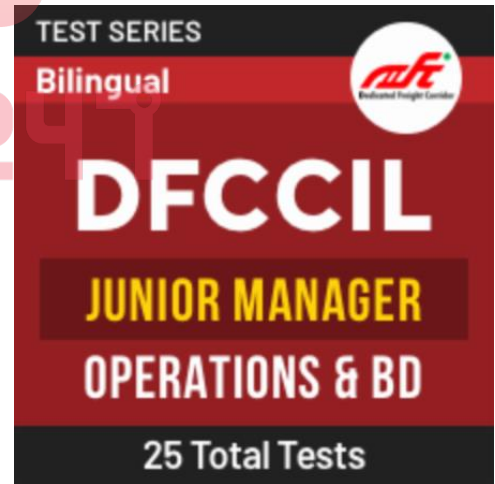 TEST SERIES
Bilingual
Dedicated Freight Corridor
DFCCIL
JUNIOR MANAGER
OPERATIONS & BD
25 Total Tests